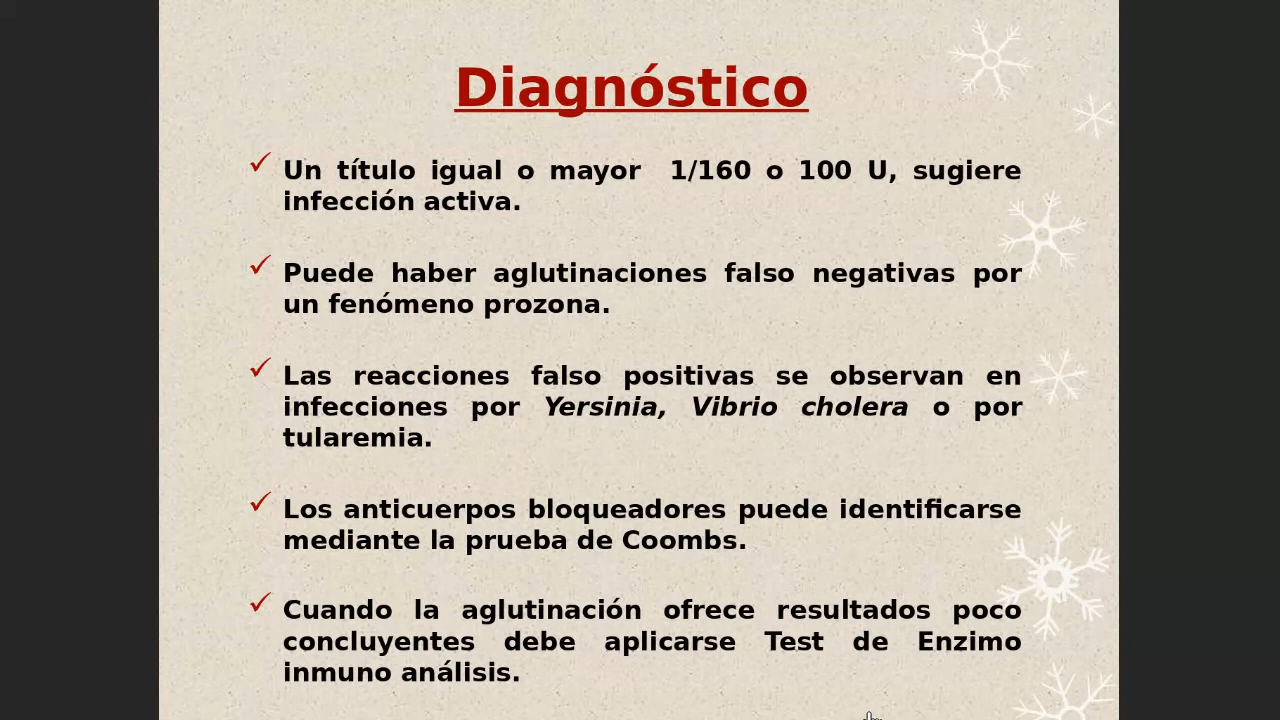 Diagnóstico
Un título igual o mayor 1/160 o 100 U, sugiere
infección activa.
Puede haber aglutinaciones falso negativas por
un fenómeno prozona.
Las reacciones falso positivas se observan en
infecciones por Yersinia, Vibrio cholera o por
tularemia.
Los anticuerpos bloqueadores puede identificarse
mediante la prueba de Coombs.
Cuando la aglutinación ofrece resultados poco
concluyentes debe aplicarse Test de Enzimo
inmuno análisis.